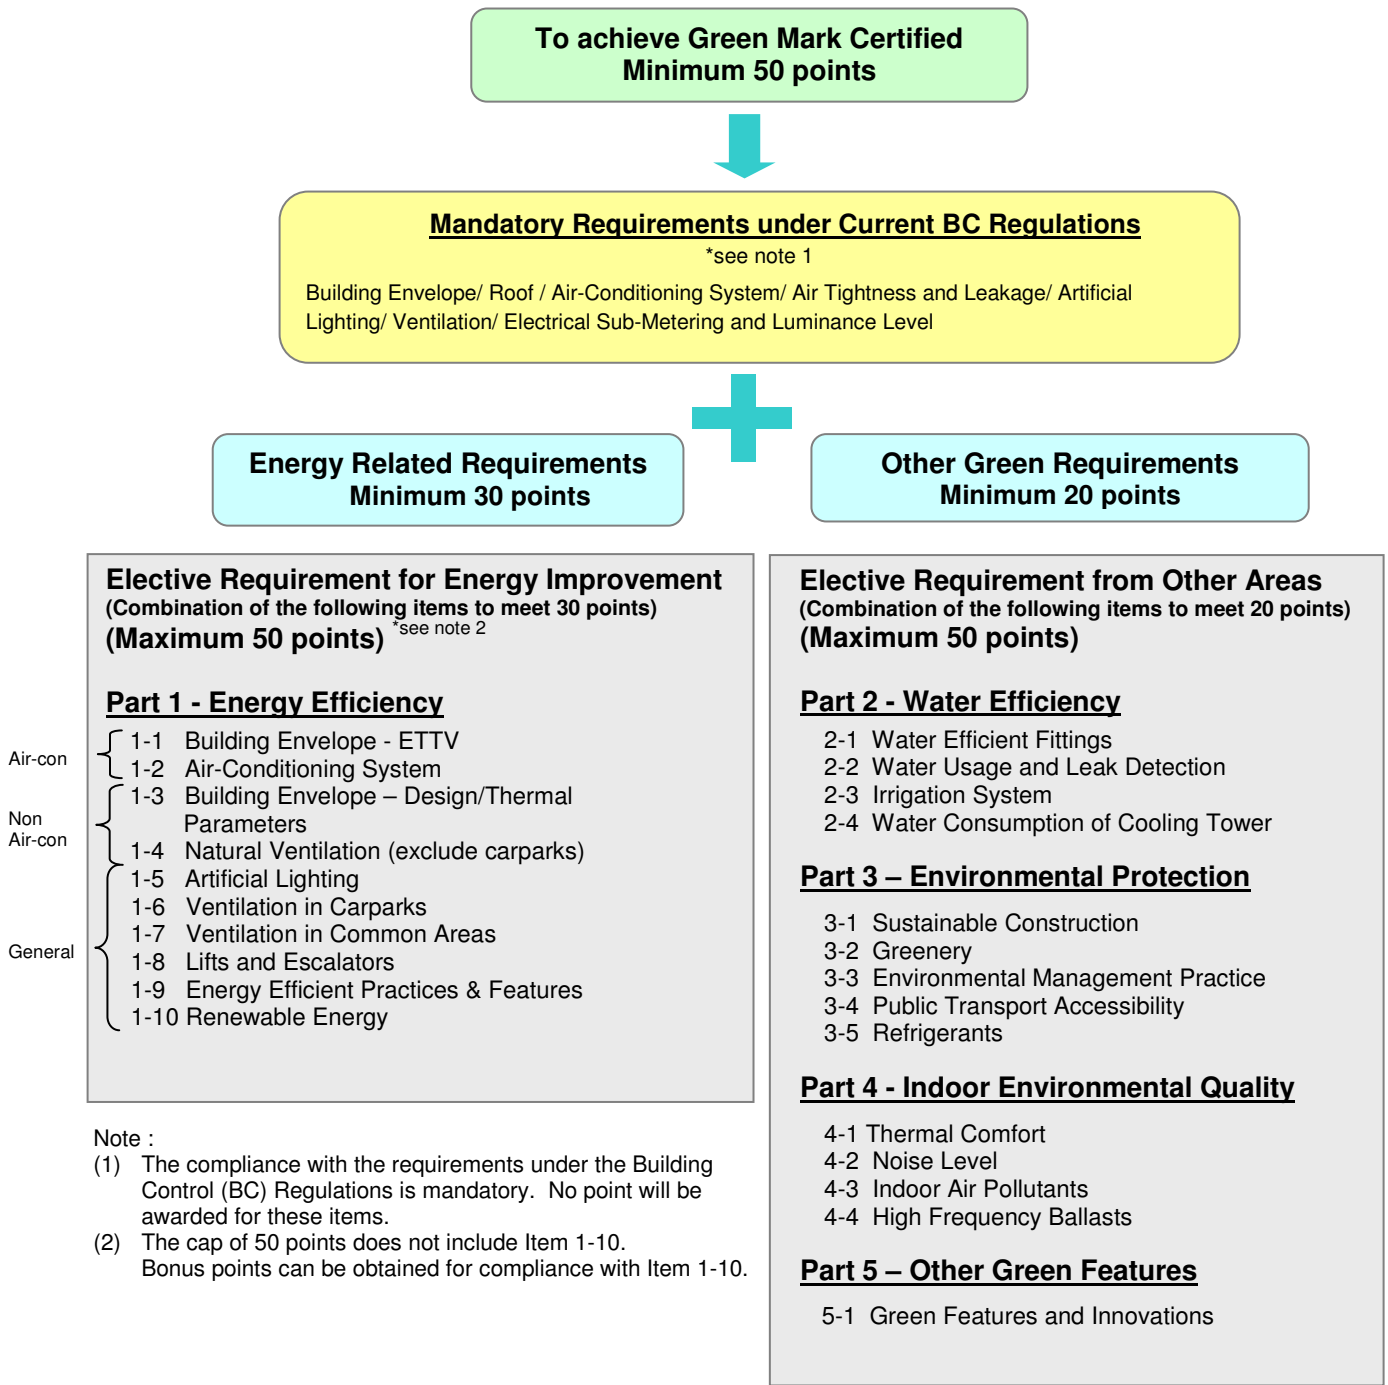 To achieve Green Mark Certified
Minimum 50 points
Mandatory Requirements under Current BC Regulations
*see note 1
Building Envelope/ Roof / Air-Conditioning System/ Air Tightness and Leakage/ Artificial
Lighting/ Ventilation/ Electrical Sub-Metering and Luminance Level
Energy Related Requirements
Minimum 30 points
Other Green Requirements
Minimum 20 points
Elective Requirement for Energy Improvement
(Combination of the following items to meet 30 points)
(Maximum 50 points) *see note 2
Part 1 - Energy Efficiency
Air-con
1-1 Building Envelope - ETTV
1-2 Air-Conditioning System
Non
Air-con
1-3 Building Envelope – Design/Thermal
Parameters
1-4 Natural Ventilation (exclude carparks)
General
1-5 Artificial Lighting
1-6 Ventilation in Carparks
1-7 Ventilation in Common Areas
1-8 Lifts and Escalators
1-9 Energy Efficient Practices & Features
1-10 Renewable Energy
Note :
(1) The compliance with the requirements under the Building
Control (BC) Regulations is mandatory. No point will be
awarded for these items.
(2) The cap of 50 points does not include Item 1-10.
Bonus points can be obtained for compliance with Item 1-10.
Elective Requirement from Other Areas
(Combination of the following items to meet 20 points)
(Maximum 50 points)
Part 2 - Water Efficiency
2-1 Water Efficient Fittings
2-2 Water Usage and Leak Detection
2-3 Irrigation System
2-4 Water Consumption of Cooling Tower
Part 3 – Environmental Protection
3-1 Sustainable Construction
3-2 Greenery
3-3 Environmental Management Practice
3-4 Public Transport Accessibility
3-5 Refrigerants
Part 4 - Indoor Environmental Quality
4-1 Thermal Comfort
4-2 Noise Level
4-3 Indoor Air Pollutants
4-4 High Frequency Ballasts
Part 5 – Other Green Features
5-1 Green Features and Innovations